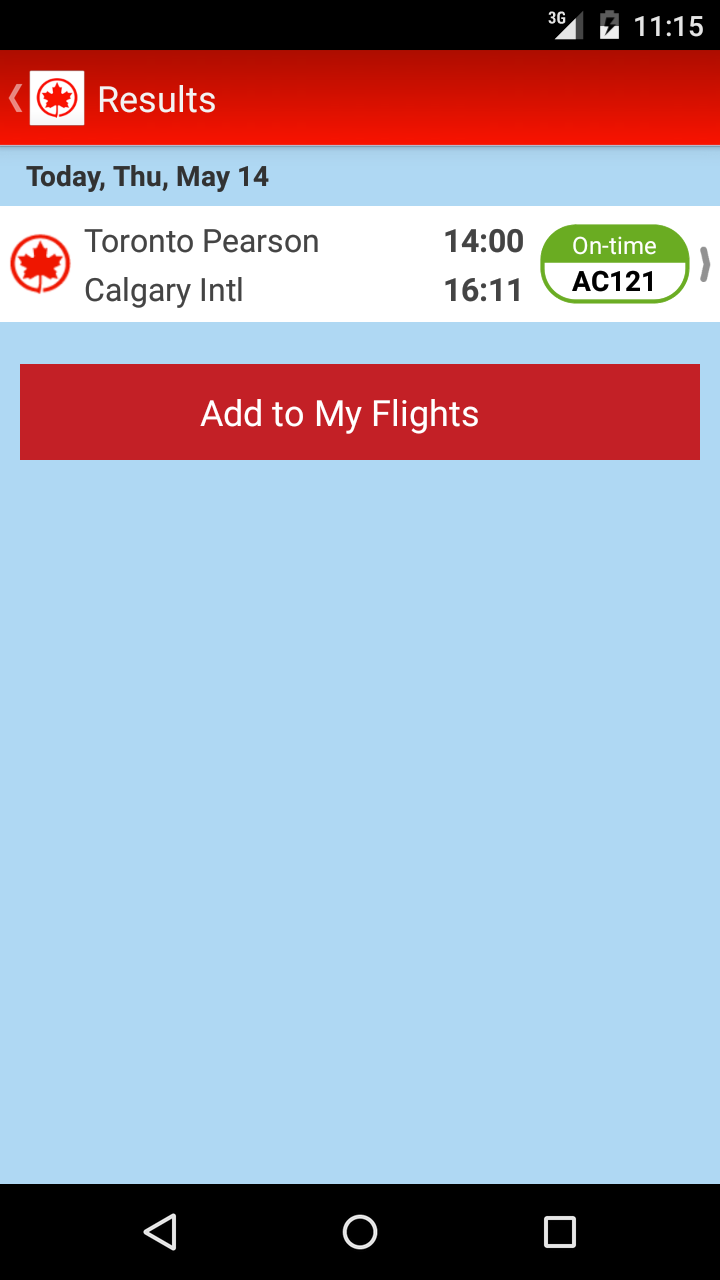 3G 11:15
Results
Today, Thu, May 14
Toronto Pearson 14:00 On-time
Calgary Intl 16:11 AC121
Add to My Flights